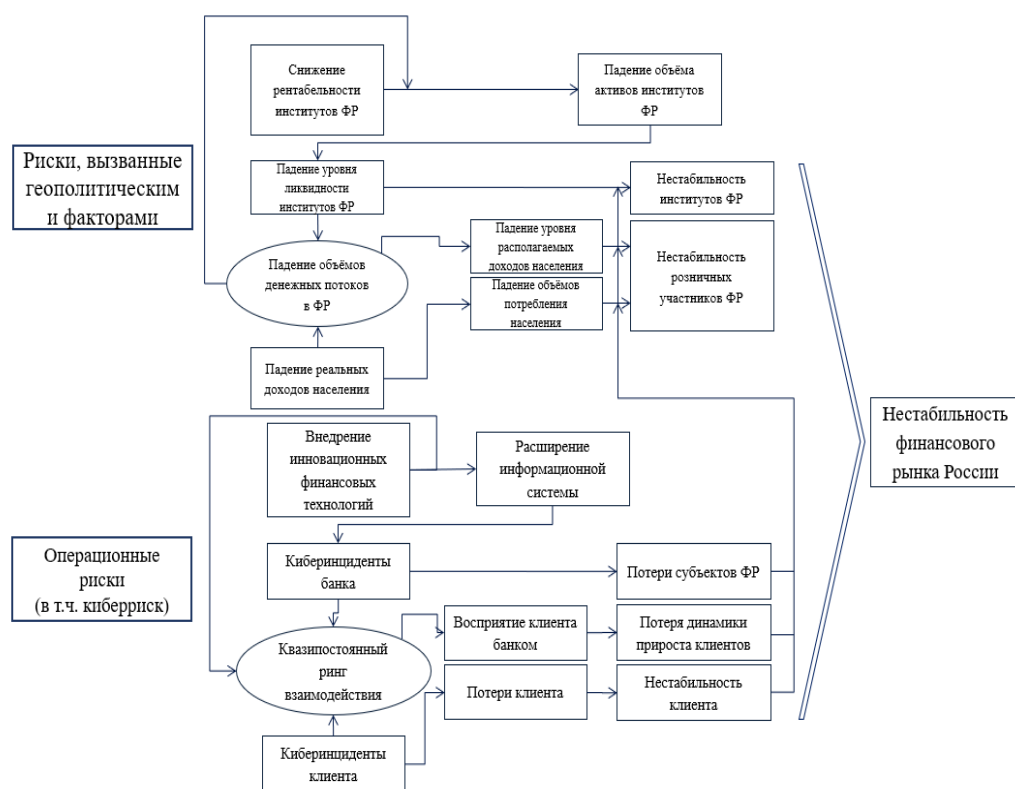 Снижение
рентабельности
институтов ФР
Падение объёма
активов институтов
ФР
Риски, вызванные
геополитическим
и факторами
Падение уровня
ликвидности
институтов ФР
Нестабильность
институтов ФР
Падение объёмов
денежных потоков
в ФР
Падение уровня
располагаемых
доходов населения
Падение объёмов
потребления
населения
Нестабильность
розничных
участников ФР
Падение реальных
доходов населения
Нестабильность
финансового
рынка России
Внедрение
инновационных
финансовых
технологий
Расширение
информационной
системы
Операционные
риски
(в т.ч. киберриск)
Киберинциденты
банка
Потери субъектов ФР
Квазипостоянный
ринг
взаимодействия
Восприятие клиента
банком
Потеря динамики
прироста клиентов
Потери клиента
Нестабильность
клиента
Киберинциденты
клиента